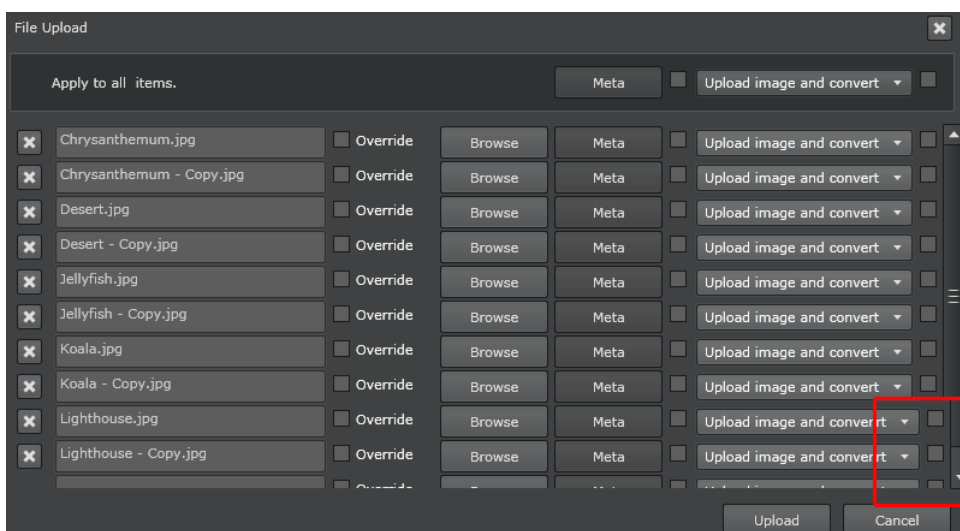 File Upload
Apply to all items. Meta Upload image and convert
Chrysanthemum.jpg Override Browse Meta Upload image and convert
Chrysanthemum - Copy.jpg Override Browse Meta Upload image and convert
Desert.jpg Override Browse Meta Upload image and convert
Desert - Copy.jpg Override Browse Meta Upload image and convert
Jellyfish.jpg Override Browse Meta Upload image and convert
Jellyfish - Copy.jpg Override Browse Meta Upload image and convert
Koala.jpg Override Browse Meta Upload image and convert
Koala - Copy.jpg Override Browse Meta Upload image and convert
Lighthouse.jpg Override Browse Meta Upload image and convert
Lighthouse - Copy.jpg Override Browse Meta Upload image and convert
Upload Cancel